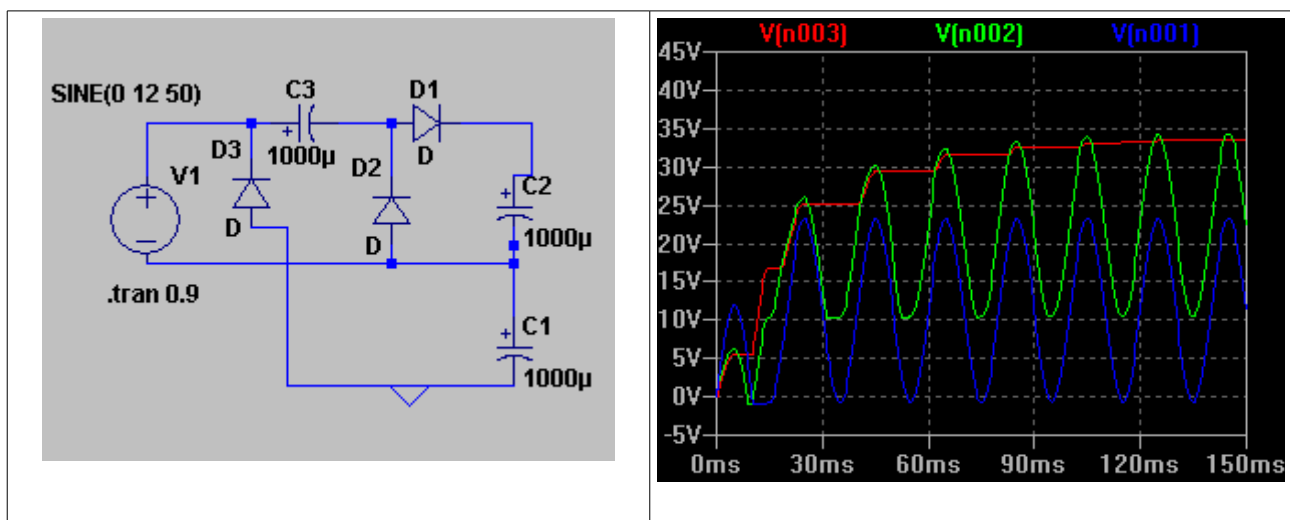 SINE(0 12 50)
C3
D1
+
1000µ
D
D3
D2
V1
+
C2
+
D
D
1000µ
.tran 0.9
C1
+
1000µ
V(n003) V(n002) V(n001)
45V
40V
35V
30V
25V
20V
15V
10V
5V
0V
-5V
0ms 30ms 60ms 90ms 120ms 150ms